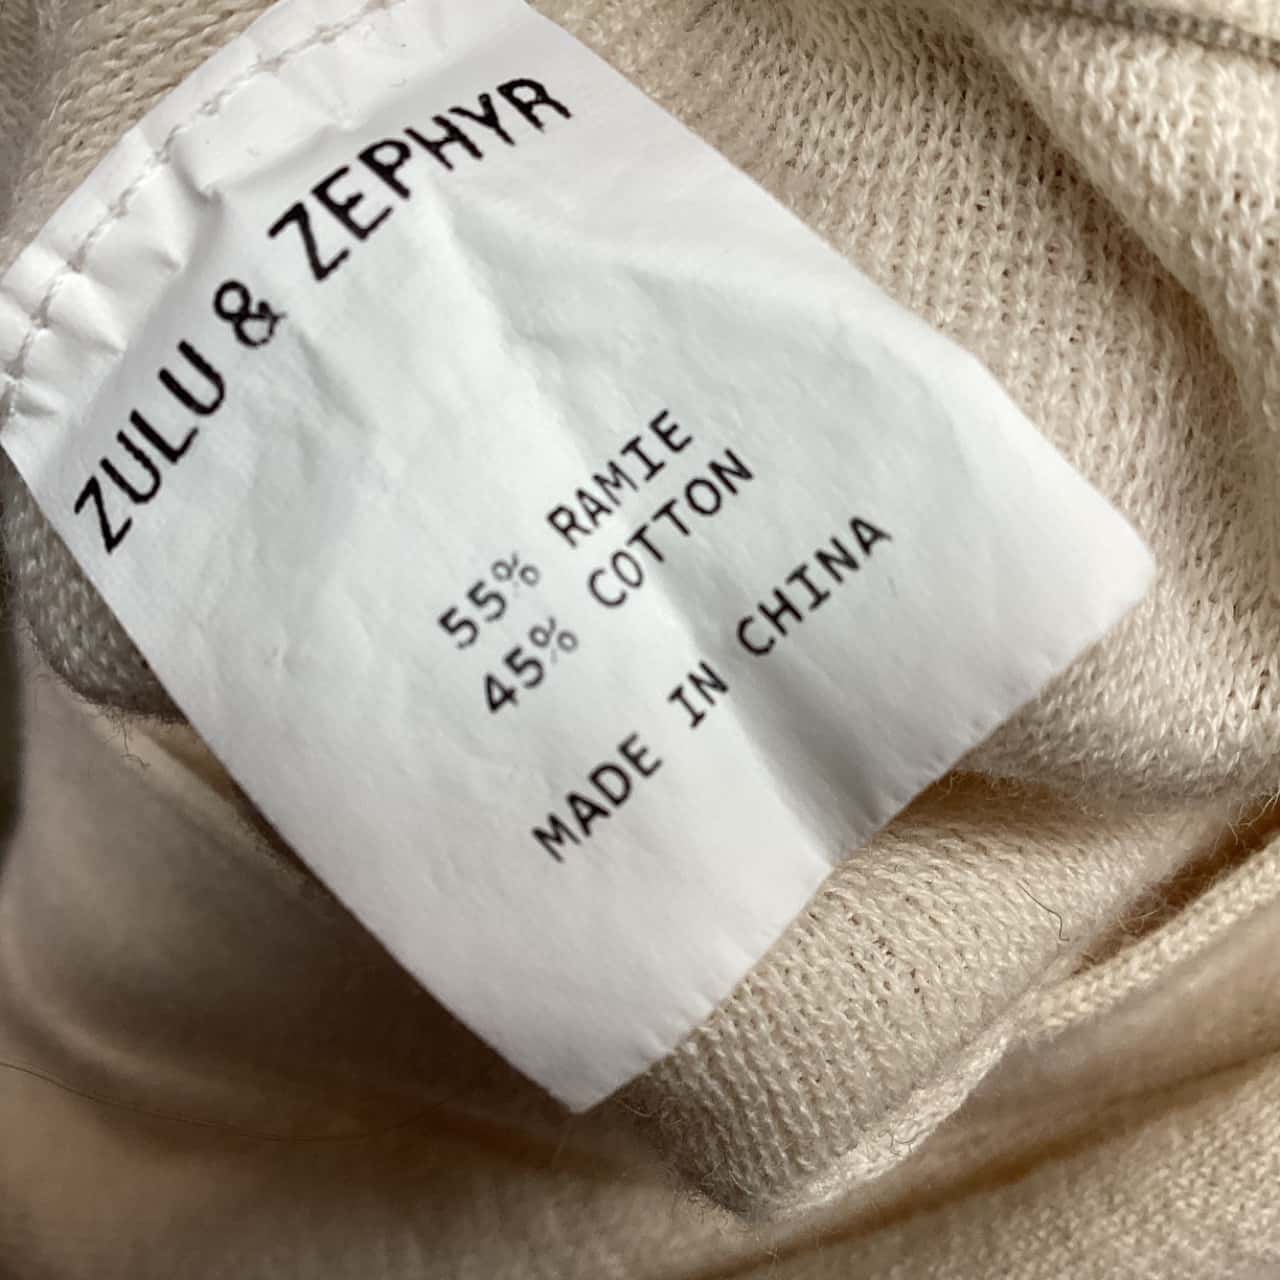 ZULU & ZEPHYR
55% RAMIE
45% COTTON
MADE IN CHINA